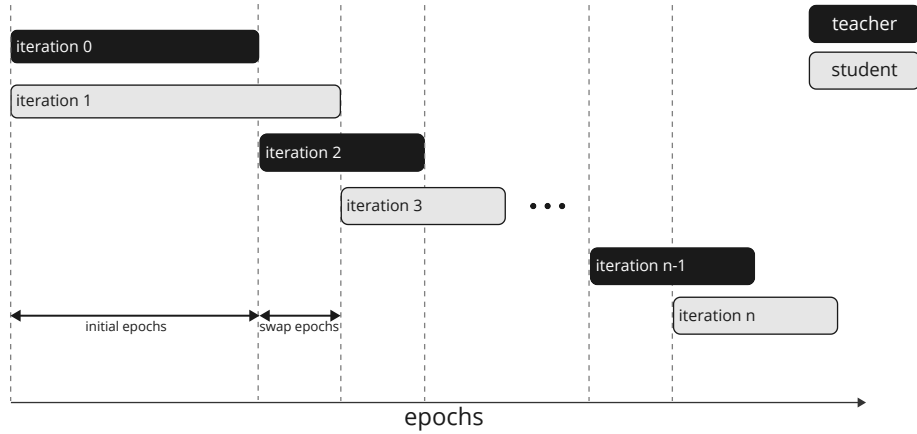 teacher
student
iteration 0
iteration 1
iteration 2
iteration 3
...
iteration n-1
iteration n
initial epochs
swap epochs
epochs